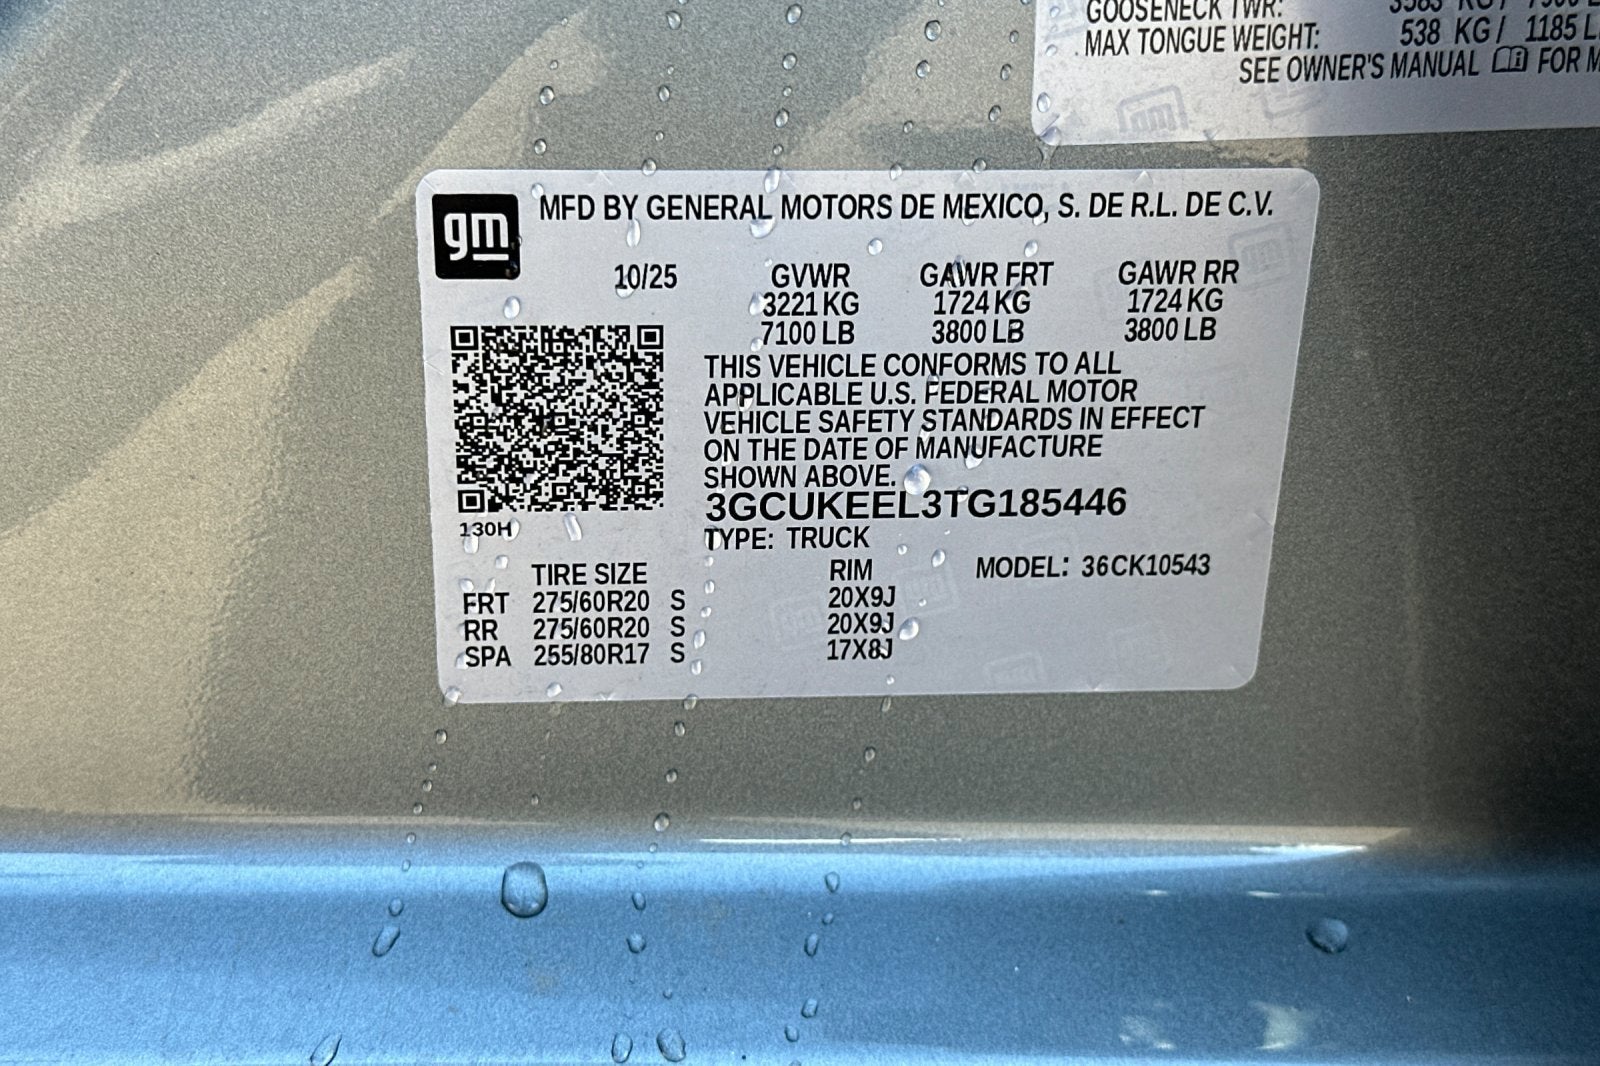 GOOSENECK TWR: 3583 KG/ 7900
MAX TONGUE WEIGHT: 538 KG/ 1185 L
SEE OWNER'S MANUAL FOR M
gm
MFD BY GENERAL MOTORS DE MEXICO, S. DE R.L. DE C.V.
10/25 GVWR GAWR FRT GAWR RR
3221 KG 1724 KG 1724 KG
7100 LB 3800 LB 3800 LB
THIS VEHICLE CONFORMS TO ALL
APPLICABLE U.S. FEDERAL MOTOR
VEHICLE SAFETY STANDARDS IN EFFECT
ON THE DATE OF MANUFACTURE
SHOWN ABOVE.
3GCUKEEL3TG185446
130H
TYPE: TRUCK
TIRE SIZE RIM MODEL: 36CK10543
FRT 275/60R20 S 20X9J
RR 275/60R20 S 20X9J
SPA 255/80R17 S 17X8J